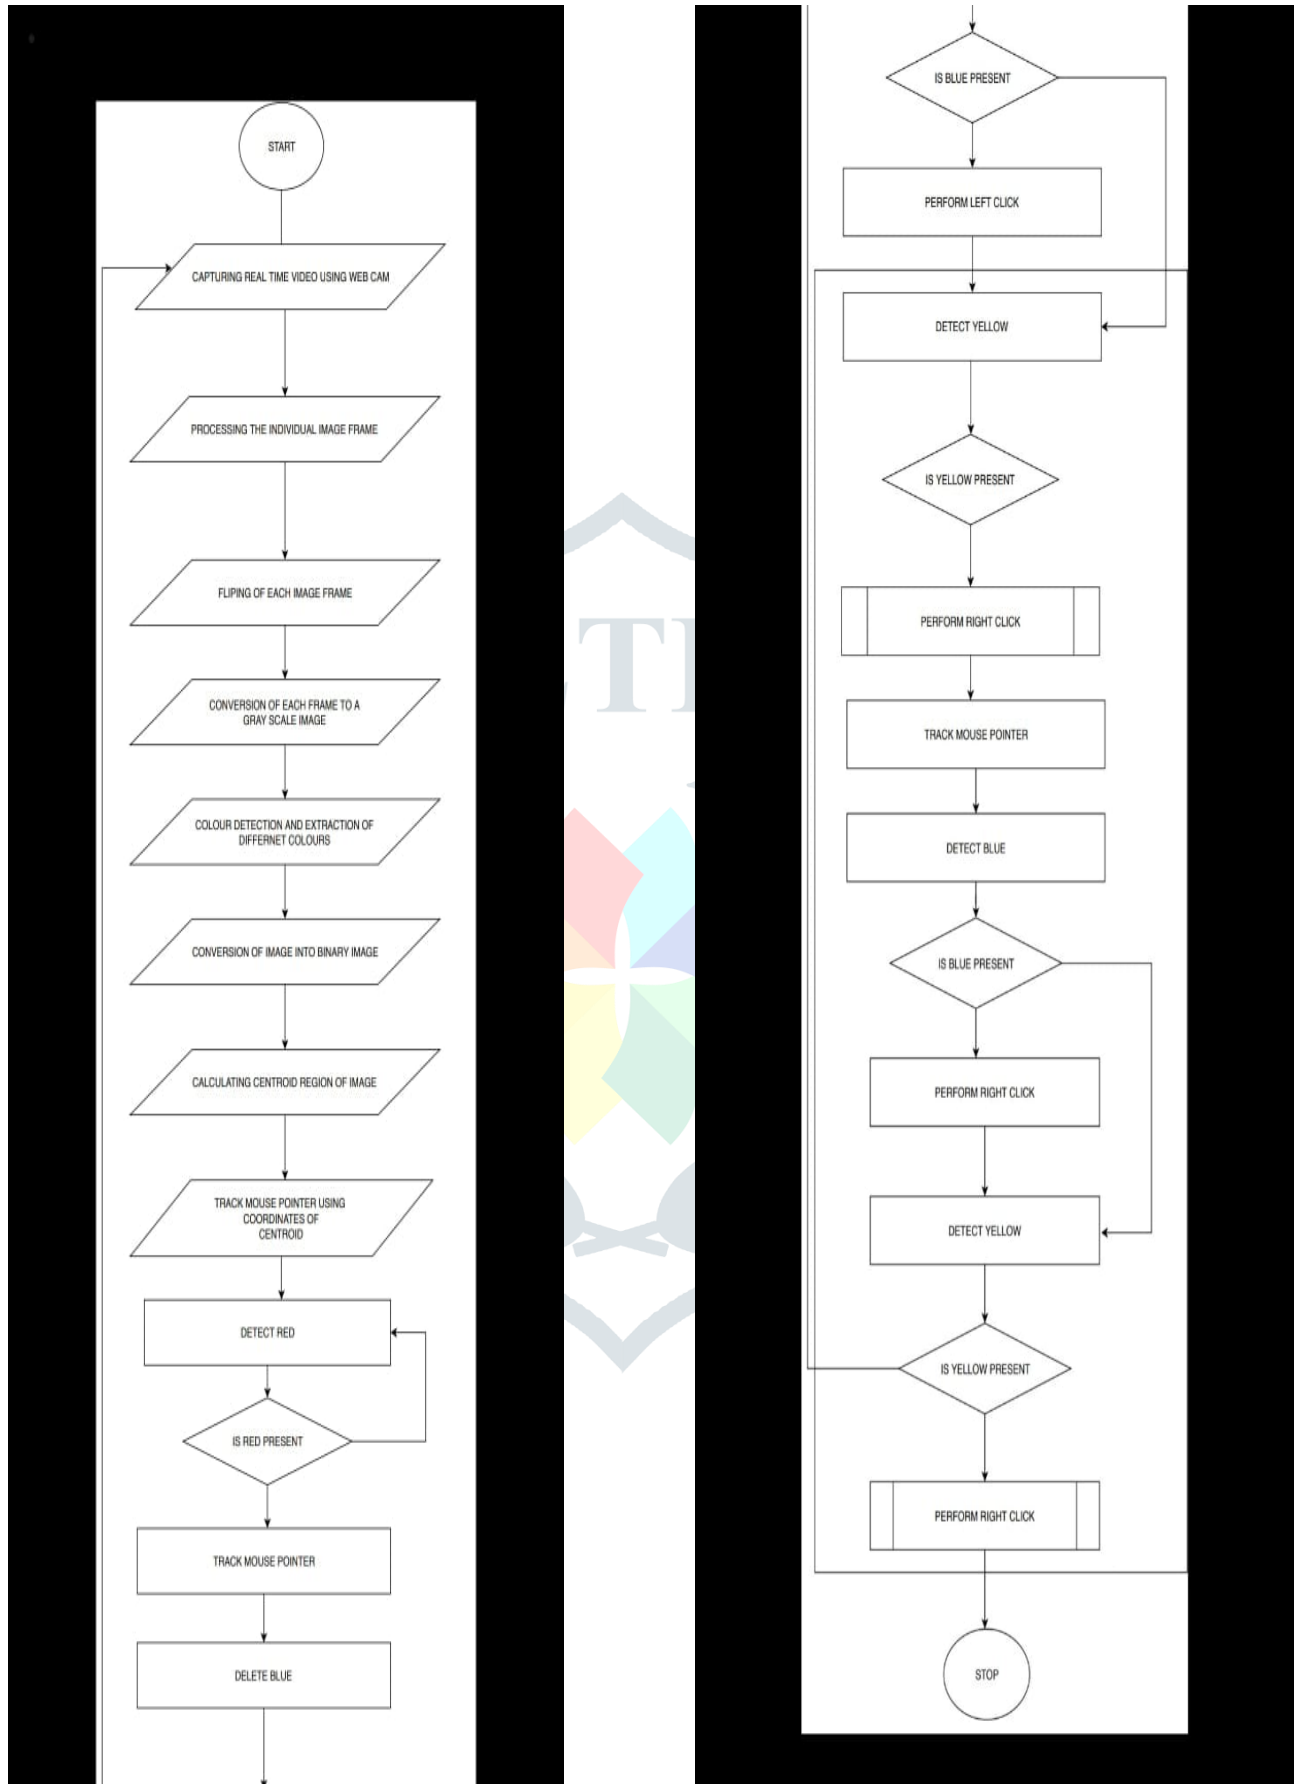 START
CAPTURING REAL TIME VIDEO USING WEB CAM
PROCESSING THE INDIVIDUAL IMAGE FRAME
FLIPING OF EACH IMAGE FRAME
CONVERSION OF EACH FRAME TO A
GRAY SCALE IMAGE
COLOUR DETECTION AND EXTRACTION OF
DIFFERNET COLOURS
CONVERSION OF IMAGE INTO BINARY IMAGE
CALCULATING CENTROID REGION OF IMAGE
TRACK MOUSE POINTER USING
COORDINATES OF
CENTROID
DETECT RED
IS RED PRESENT
TRACK MOUSE POINTER
DELETE BLUE
IS BLUE PRESENT
PERFORM LEFT CLICK
DETECT YELLOW
IS YELLOW PRESENT
PERFORM RIGHT CLICK
TRACK MOUSE POINTER
DETECT BLUE
IS BLUE PRESENT
PERFORM RIGHT CLICK
DETECT YELLOW
IS YELLOW PRESENT
PERFORM RIGHT CLICK
STOP